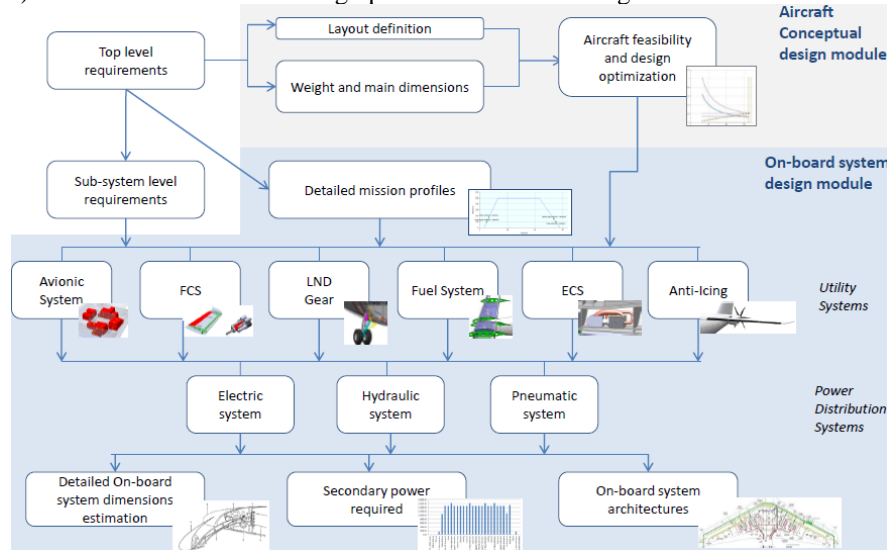 Aircraft
Conceptual
design module
Top level
requirements
Layout definition
Weight and main dimensions
Aircraft feasibility
and design
optimization
On-board system
design module
Sub-system level
requirements
Detailed mission profiles
Avionic
System
FCS
LND
Gear
Fuel System
ECS
Anti-Icing
Utility
Systems
Electric
system
Hydraulic
system
Pneumatic
system
Power
Distribution
Systems
Detailed On-board
system dimensions
estimation
Secondary power
required
On-board system
architectures